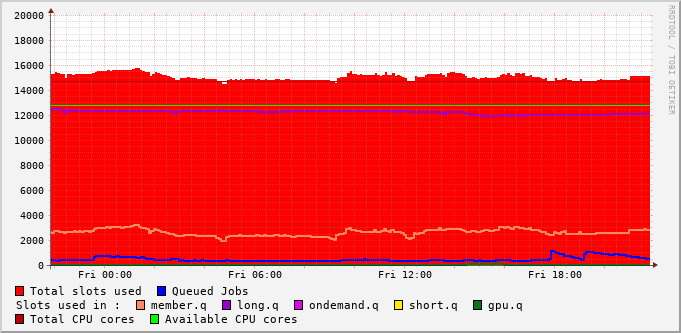 20000
18000
16000
14000
12000
10000
8000
6000
4000
2000
0
Fri 00:00 Fri 06:00 Fri 12:00 Fri 18:00
RRDTOOL / TOBI OETIKER
Total slots used Queued Jobs
Slots used in : member.q long.q ondemand.q short.q gpu.q
Total CPU cores Available CPU cores